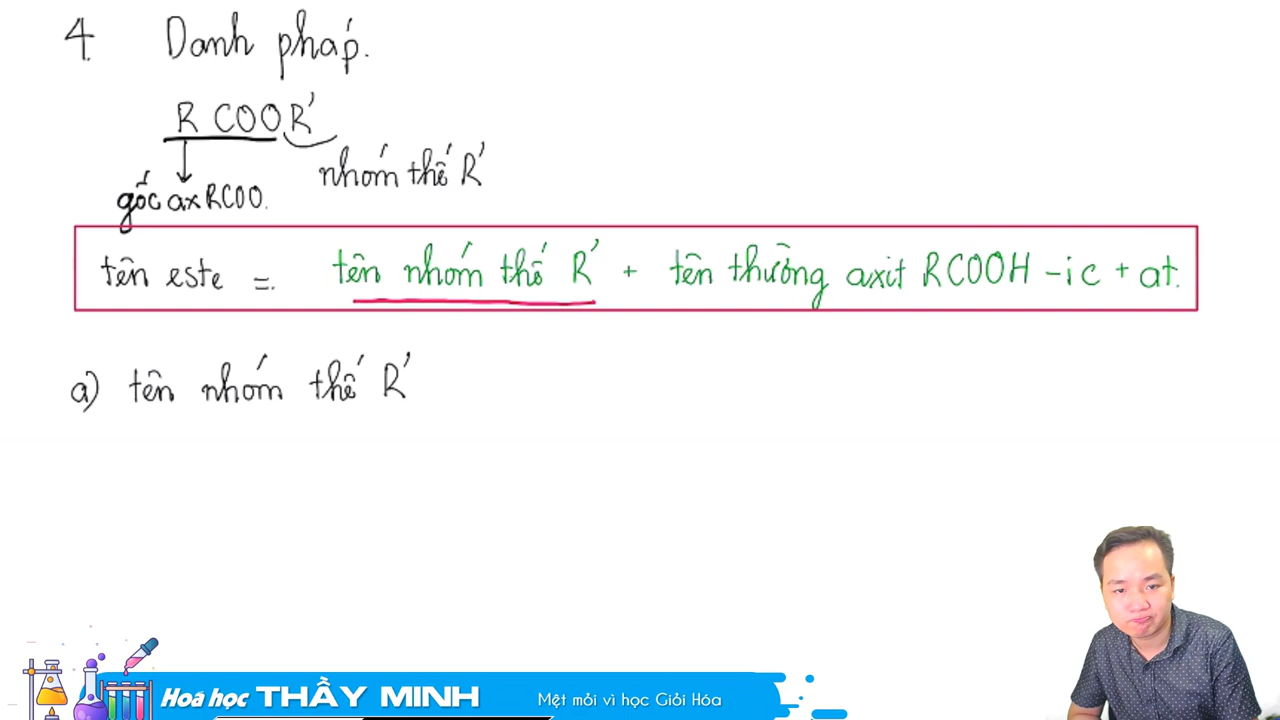 4. Danh pháp.
R COO R'
nhóm thế R'
gốc ax RCOO.
tên este = tên nhóm thế R' + tên thường axit RCOOH - ic + at.
a) tên nhóm thế R'
Hoá học THẦY MINH Mệt mỏi vì học Giỏi Hóa